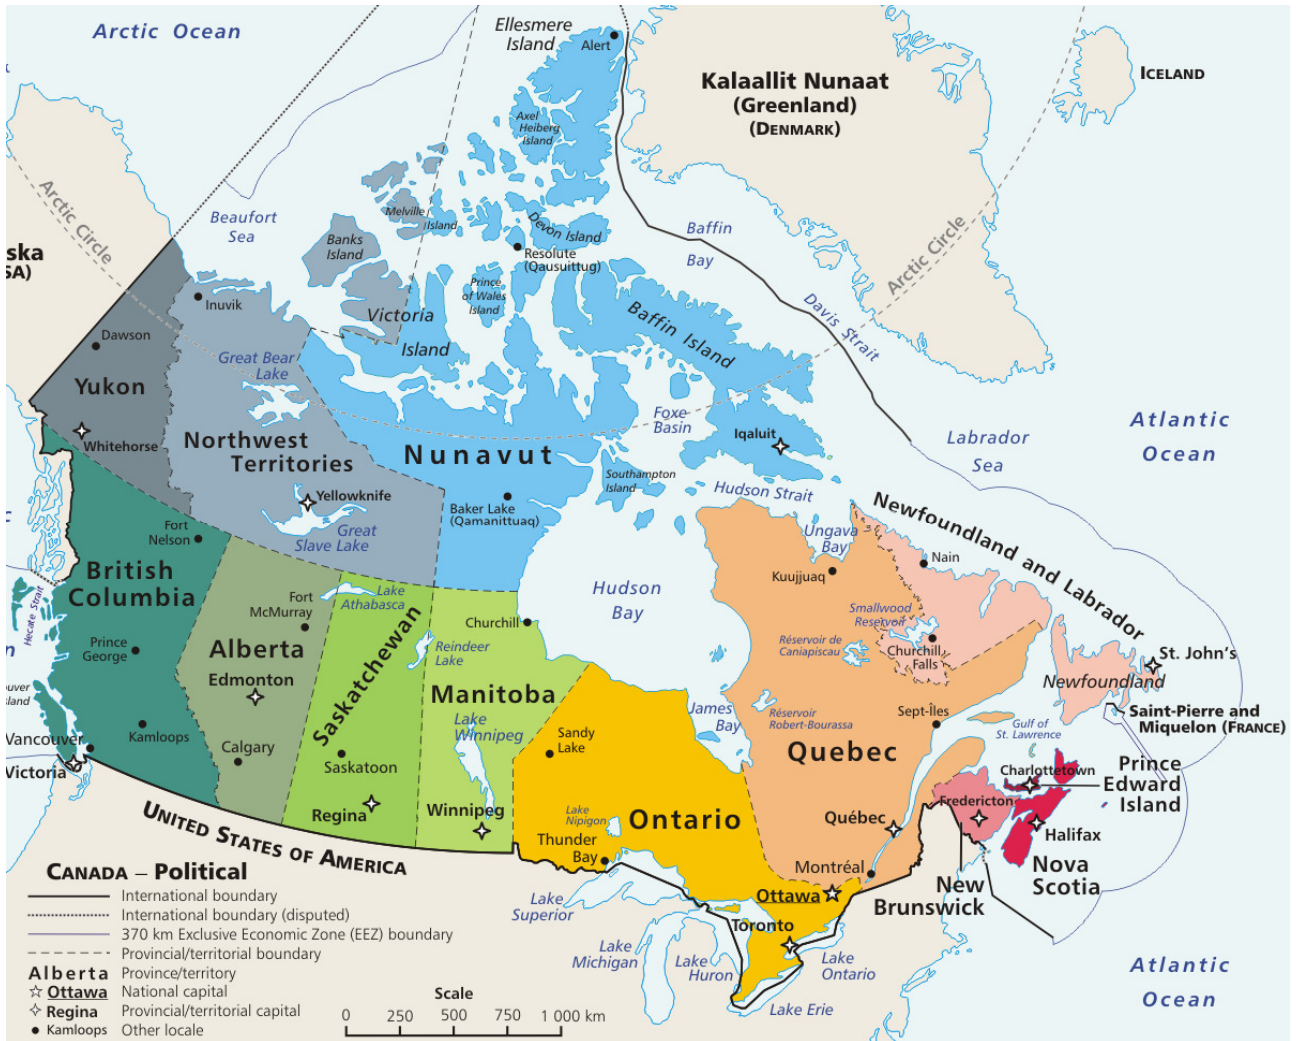 Arctic Ocean
Ellesmere
Island
Alert
Kalaallit Nunaat
(Greenland)
(DENMARK)
ICELAND
Axel
Heiberg
Island
Arctic Circle
Beaufort
Sea
Melville
Island
Banks
Island
Devon Island
Resolute
(Qausuittuq)
Baffin
Bay
Arctic Circle
ska
SA)
Prince
of Wales
Island
Victoria
Island
Baffin Island
Davis Strait
Inuvik
Dawson
Yukon
Whitehorse
Great Bear
Lake
Northwest
Territories
Nunavut
Foxe
Basin
Iqaluit
Labrador
Sea
Atlantic
Ocean
Yellowknife
Great
Slave Lake
Baker Lake
(Qamanittuaq)
Southampton
Island
Hudson Strait
Ungava
Bay
Newfoundland and Labrador
Nain
Kuujjuaq
Fort
Nelson
British
Columbia
Hecate Strait
Prince
George
Kamloops
Vancouver
Victoria
ouver
sland
n
Fort
McMurray
Alberta
Edmonton
Calgary
Lake
Athabasca
Saskatchewan
Saskatoon
Regina
Reindeer
Lake
Churchill
Manitoba
Lake
Winnipeg
Winnipeg
Hudson
Bay
James
Bay
Sandy
Lake
Lake
Nipigon
Thunder
Bay
Ontario
Smallwood
Reservoir
Réservoir de
Caniapiscau
Churchill
Falls
Réservoir
Robert-Bourassa
Sept-Îles
Quebec
Québec
Montréal
Ottawa
Toronto
St. John's
Newfoundland
Saint-Pierre and
Miquelon (FRANCE)
Gulf of
St. Lawrence
Charlottetown
Prince
Edward
Island
Fredericton
Halifax
Nova
Scotia
New
Brunswick
UNITED STATES OF AMERICA
Lake
Superior
Lake
Michigan
Lake
Huron
Lake
Ontario
Lake Erie
Atlantic
Ocean
CANADA – Political
International boundary
International boundary (disputed)
370 km Exclusive Economic Zone (EEZ) boundary
Provincial/territorial boundary
Alberta Province/territory
Ottawa National capital
Regina Provincial/territorial capital
Kamloops Other locale
Scale
0 250 500 750 1 000 km